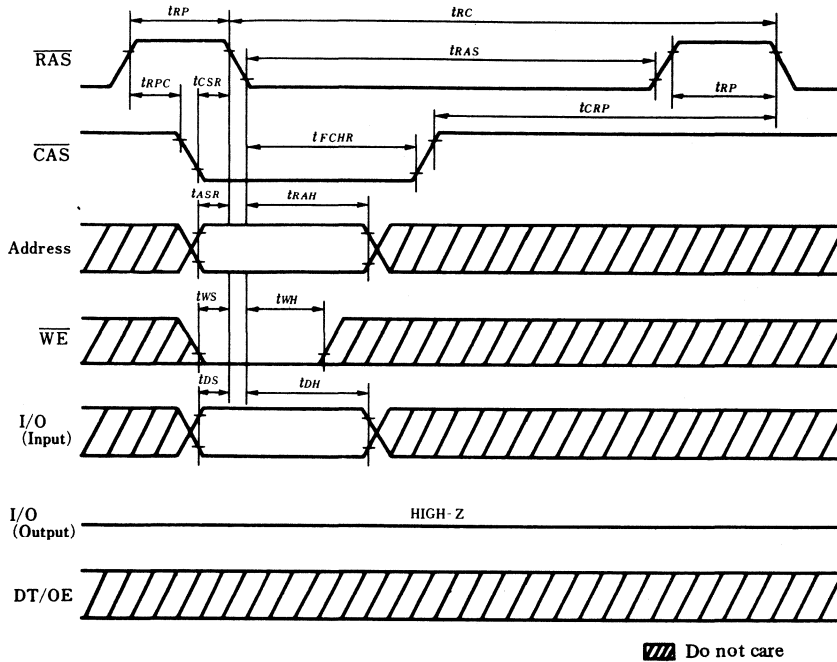 tRP
tRC
RAS
tRAS
tRPC
tCSR
tRP
tCRP
CAS
tFCHR
tASR
tRAH
Address
tWS
tWH
WE
tDS
tDH
I/O
(Input)
HIGH-Z
I/O
(Output)
DT/OE
Do not care